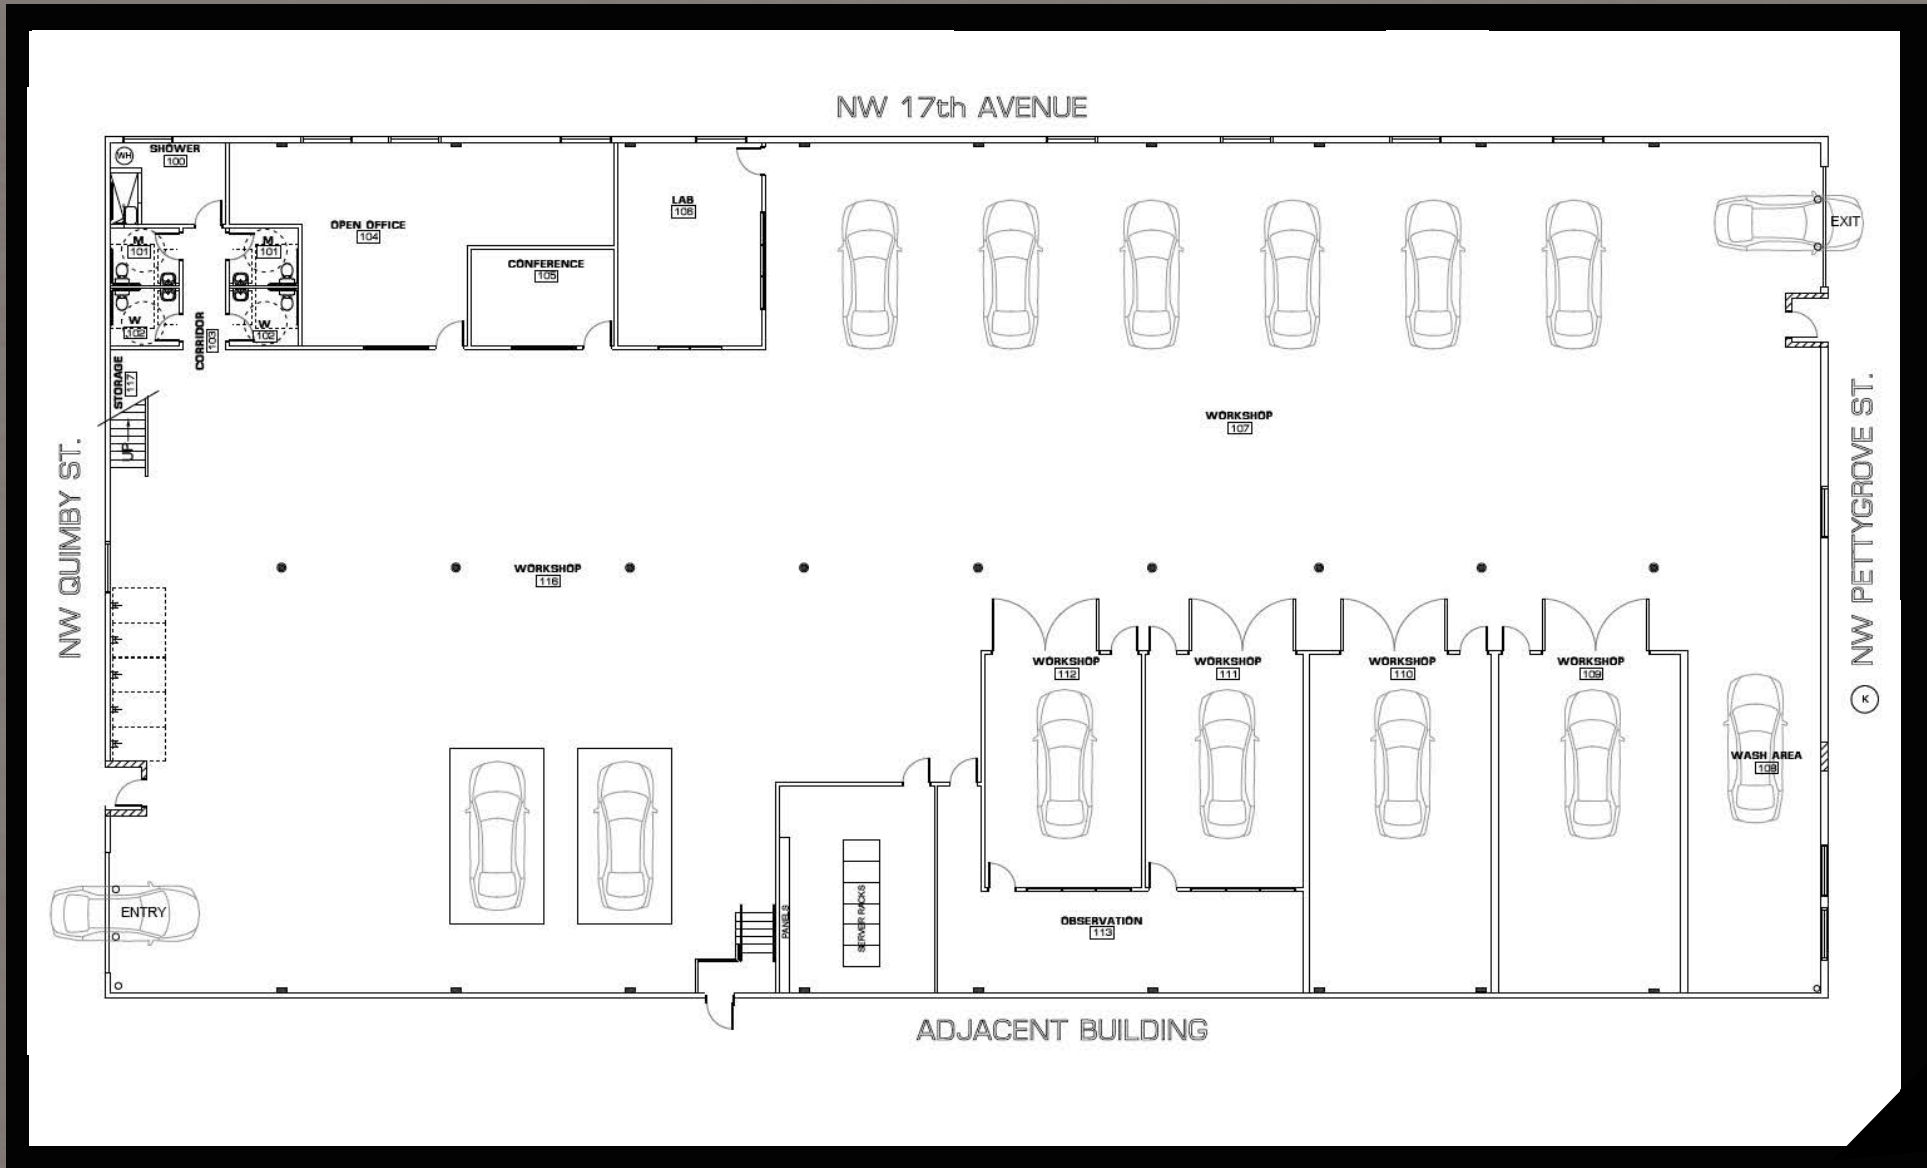 NW 17th AVENUE
WH
SHOWER
100
LAB
106
OPEN OFFICE
104
EXIT
M
101
M
101
CONFERENCE
105
W
102
W
102
CORRIDOR
103
STORAGE
117
UP
WORKSHOP
107
NW QUIMBY ST.
NW PETTYGROVE ST.
K
WORKSHOP
116
WORKSHOP
112
WORKSHOP
111
WORKSHOP
110
WORKSHOP
109
WASH AREA
108
ENTRY
PANELS
SERVER RACKS
OBSERVATION
113
ADJACENT BUILDING